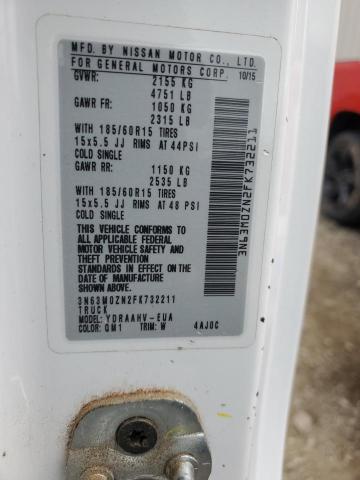 MFD. BY NISSAN MOTOR CO., LTD.
FOR GENERAL MOTORS CORP. 10/15
GVWR: 2155 KG
4751 LB
GAWR FR: 1050 KG
2315 LB
WITH 185/60R15 TIRES
15x5.5 JJ RIMS AT 44PSI
COLD SINGLE
GAWR RR: 1150 KG
2535 LB
WITH 185/60R15 TIRES
15x5.5 JJ RIMS AT 48 PSI
COLD SINGLE
THIS VEHICLE CONFORMS TO ALL
APPLICABLE FEDERAL
MOTOR VEHICLE SAFETY AND
THEFT PREVENTION
STANDARDS IN EFFECT ON THE
DATE OF MANUFACTURE
SHOWN ABOVE.
3N63M0ZN2FK732211
TRUCK
MODEL: YDRAAHV-EUA
COLOR: QM1 TRIM: W 4AJ0C
3N63M0ZN2FK732211